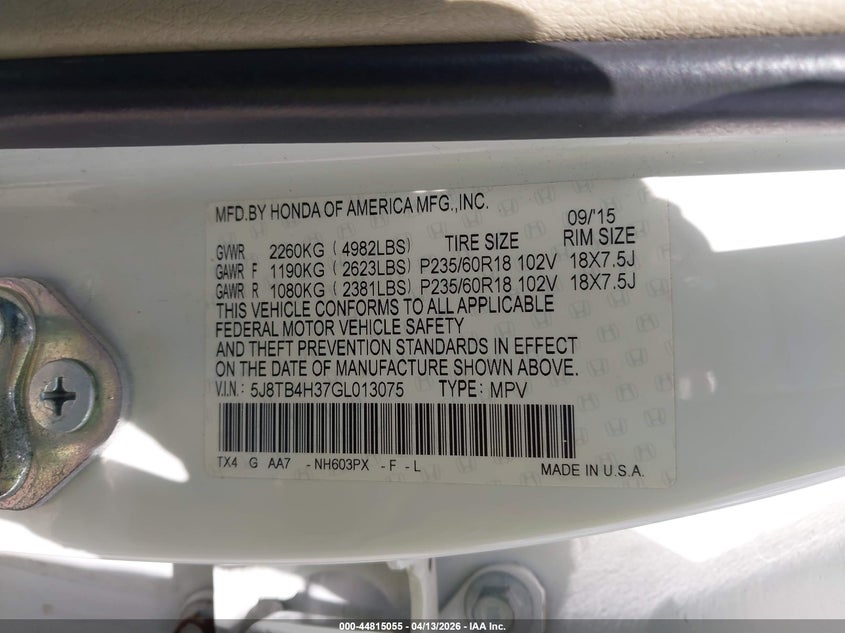 MFD.BY HONDA OF AMERICA MFG.,INC. 09/15
GVWR 2260KG ( 4982LBS) TIRE SIZE RIM SIZE
GAWR F 1190KG ( 2623LBS) P235/60R18 102V 18X7.5J
GAWR R 1080KG ( 2381LBS) P235/60R18 102V 18X7.5J
THIS VEHICLE CONFORMS TO ALL APPLICABLE
FEDERAL MOTOR VEHICLE SAFETY
AND THEFT PREVENTION STANDARDS IN EFFECT
ON THE DATE OF MANUFACTURE SHOWN ABOVE.
V.I.N.: 5J8TB4H37GL013075 TYPE: MPV
TX4 G AA7 - NH603PX - F - L MADE IN U.S.A.
000-44815055 - 04/13/2026 - IAA Inc.